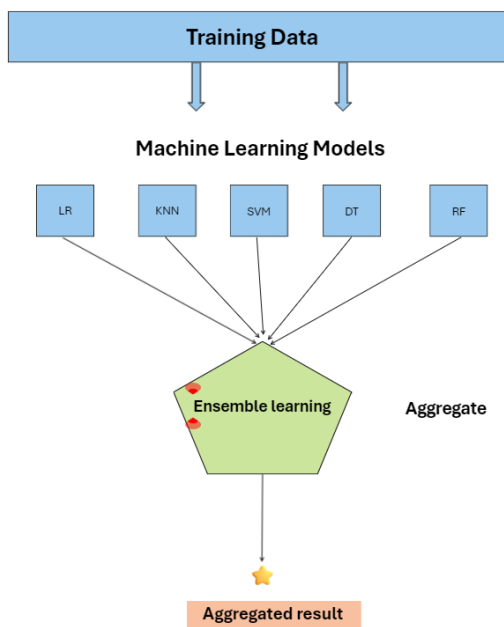 Training Data
Machine Learning Models
LR
KNN
SVM
DT
RF
Ensemble learning
Aggregate
Aggregated result